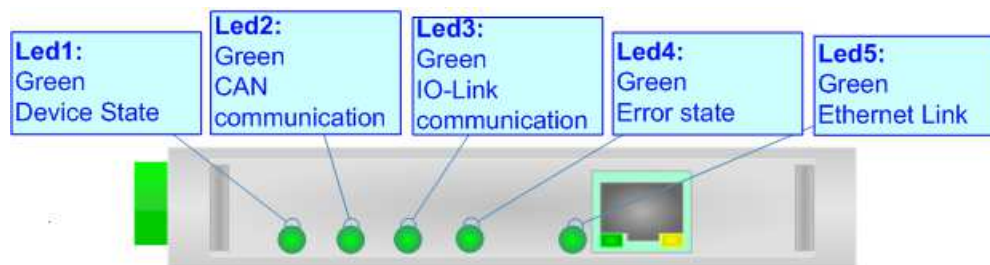 Led1:
Green
Device State
Led2:
Green
CAN
communication
Led3:
Green
IO-Link
communication
Led4:
Green
Error state
Led5:
Green
Ethernet Link